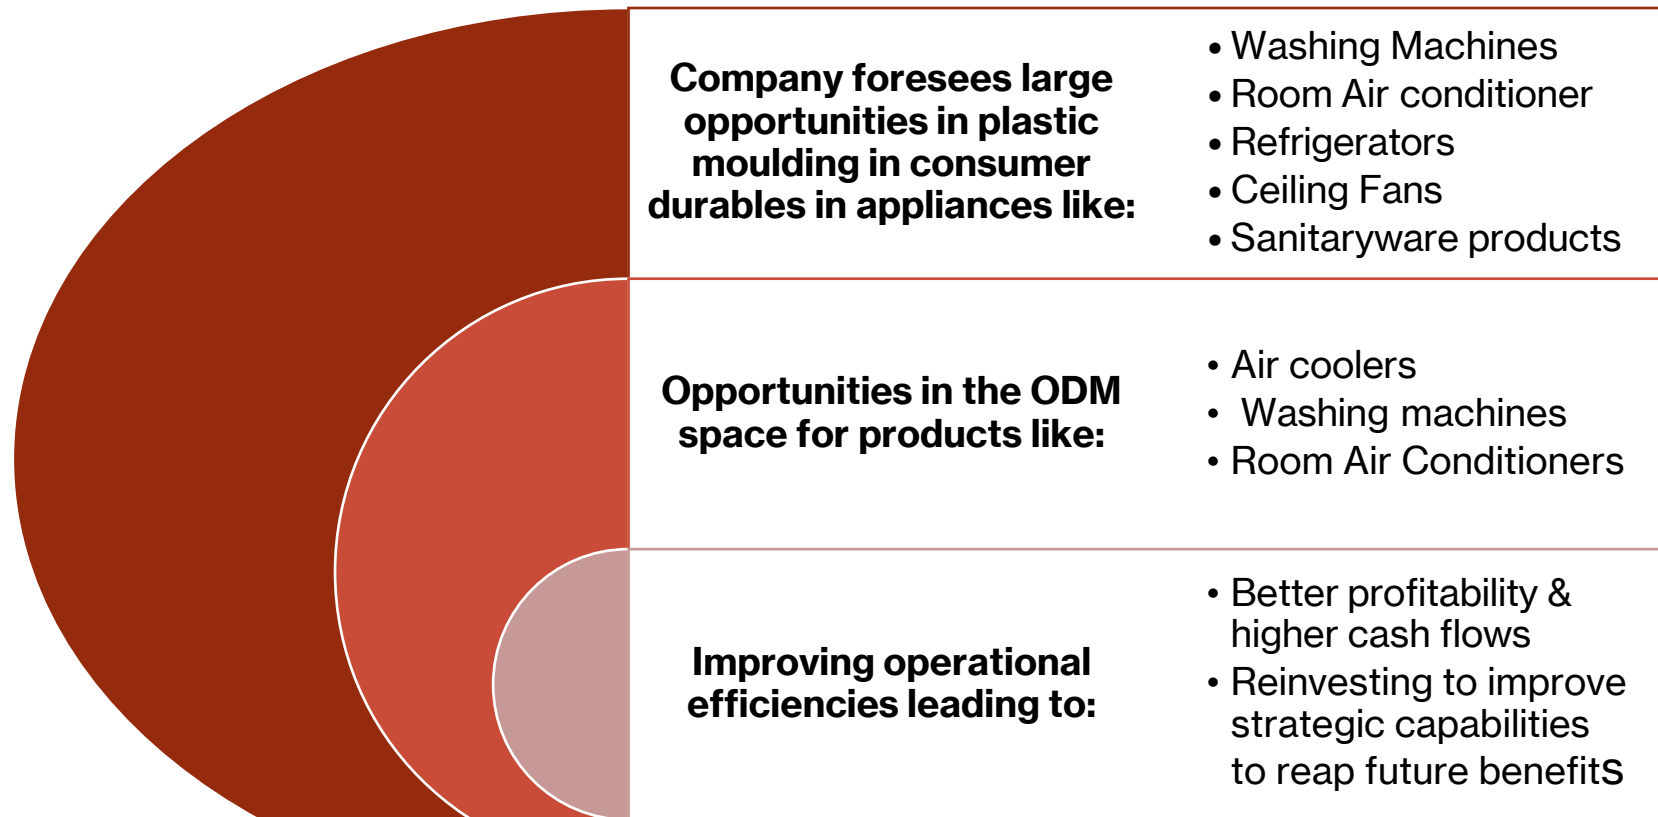 Company foresees large
opportunities in plastic
moulding in consumer
durables in appliances like:
• Washing Machines
• Room Air conditioner
• Refrigerators
• Ceiling Fans
• Sanitaryware products
Opportunities in the ODM
space for products like:
• Air coolers
• Washing machines
• Room Air Conditioners
Improving operational
efficiencies leading to:
• Better profitability &
higher cash flows
• Reinvesting to improve
strategic capabilities
to reap future benefits